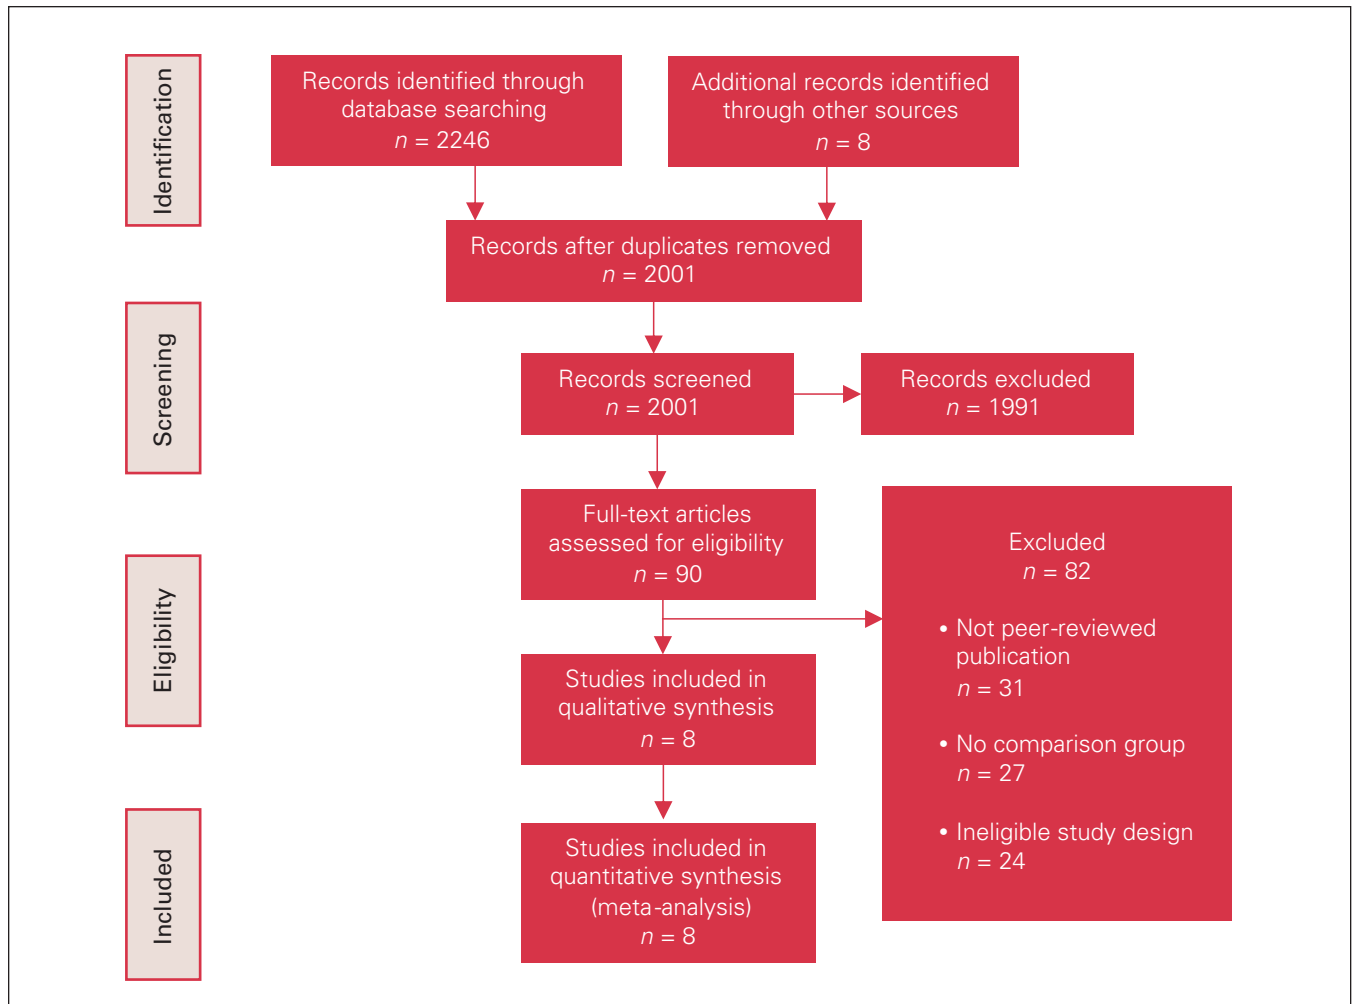 Identification
Records identified through
database searching
n = 2246
Additional records identified
through other sources
n = 8
Records after duplicates removed
n = 2001
Screening
Records screened
n = 2001
Records excluded
n = 1991
Eligibility
Full-text articles
assessed for eligibility
n = 90
Excluded
n = 82
• Not peer-reviewed
publication
n = 31
• No comparison group
n = 27
• Ineligible study design
n = 24
Studies included in
qualitative synthesis
n = 8
Included
Studies included in
quantitative synthesis
(meta-analysis)
n = 8